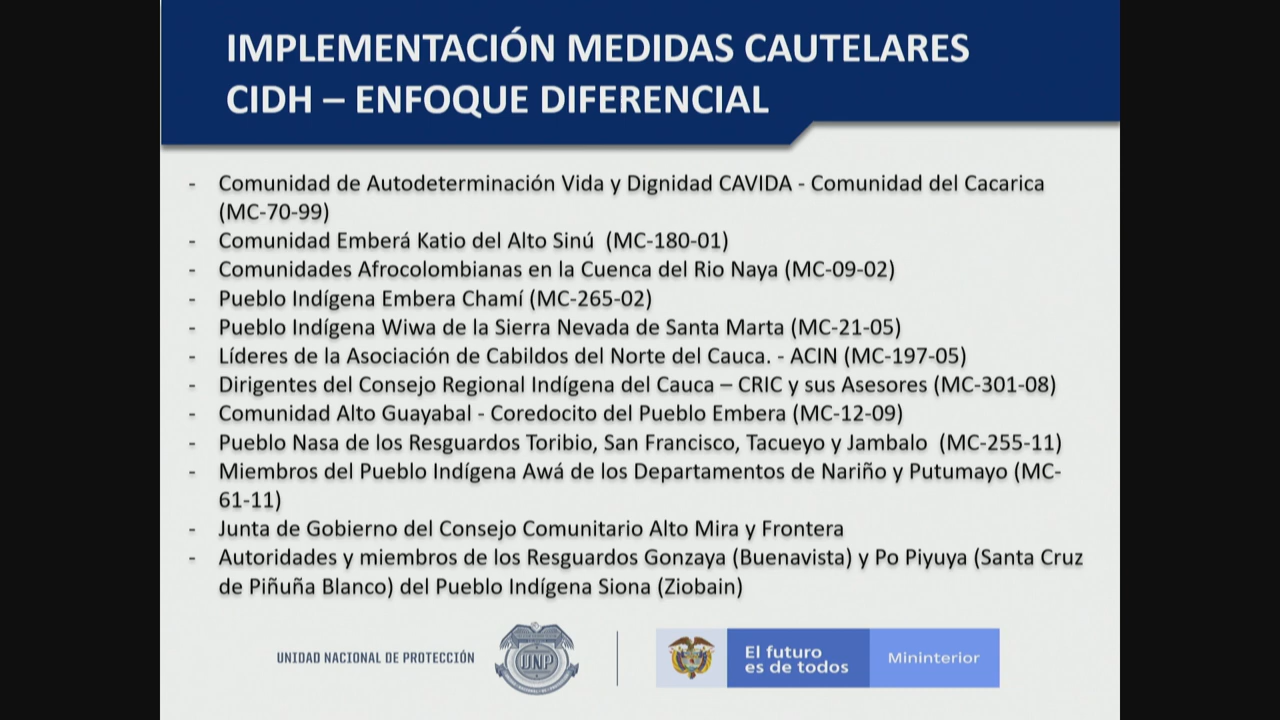 IMPLEMENTACIÓN MEDIDAS CAUTELARES
CIDH – ENFOQUE DIFERENCIAL
- Comunidad de Autodeterminación Vida y Dignidad CAVIDA - Comunidad del Cacarica
(MC-70-99)
- Comunidad Emberá Katio del Alto Sinú (MC-180-01)
- Comunidades Afrocolombianas en la Cuenca del Rio Naya (MC-09-02)
- Pueblo Indígena Embera Chamí (MC-265-02)
- Pueblo Indígena Wiwa de la Sierra Nevada de Santa Marta (MC-21-05)
- Líderes de la Asociación de Cabildos del Norte del Cauca. - ACIN (MC-197-05)
- Dirigentes del Consejo Regional Indígena del Cauca – CRIC y sus Asesores (MC-301-08)
- Comunidad Alto Guayabal - Coredocito del Pueblo Embera (MC-12-09)
- Pueblo Nasa de los Resguardos Toribio, San Francisco, Tacueyo y Jambalo (MC-255-11)
- Miembros del Pueblo Indígena Awá de los Departamentos de Nariño y Putumayo (MC-
61-11)
- Junta de Gobierno del Consejo Comunitario Alto Mira y Frontera
- Autoridades y miembros de los Resguardos Gonzaya (Buenavista) y Po Piyuya (Santa Cruz
de Piñuña Blanco) del Pueblo Indígena Siona (Ziobain)
UNIDAD NACIONAL DE PROTECCIÓN
UNP
El futuro
es de todos
Mininterior